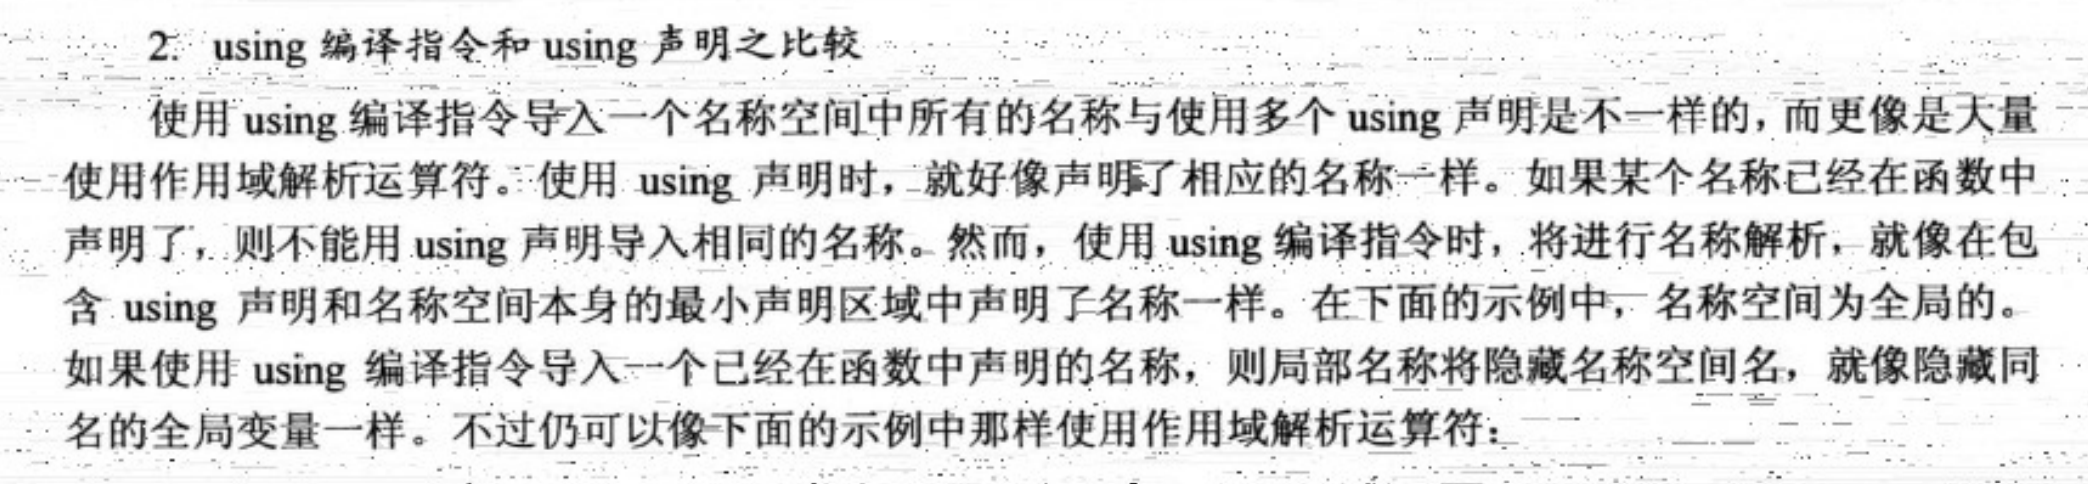 2. using 编译指令和 using 声明之比较
使用 using 编译指令导入一个名称空间中所有的名称与使用多个 using 声明是不一样的，而更像是大量
使用作用域解析运算符。使用 using 声明时，就好像声明了相应的名称一样。如果某个名称已经在函数中
声明了，则不能用 using 声明导入相同的名称。然而，使用 using 编译指令时，将进行名称解析，就像在包
含 using 声明和名称空间本身的最小声明区域中声明了名称一样。在下面的示例中，名称空间为全局的。
如果使用 using 编译指令导入一个已经在函数中声明的名称，则局部名称将隐藏名称空间名，就像隐藏同
名的全局变量一样。不过仍可以像下面的示例中那样使用作用域解析运算符：